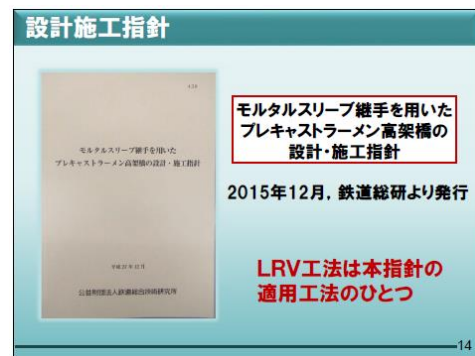 設計施工指針
モルタルスリーブ継手を用いた
プレキャストラーメン高架橋の設計・施工指針
平成27年12月
公益財団法人鉄道総合技術研究所
モルタルスリーブ継手を用いた
プレキャストラーメン高架橋の
設計・施工指針
2015年12月，鉄道総研より発行
LRV工法は本指針の
適用工法のひとつ
14